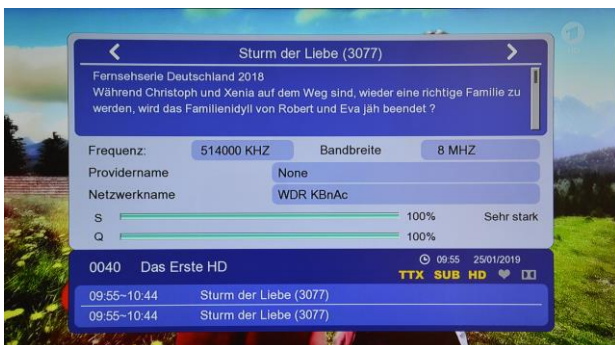 Sturm der Liebe (3077)
Fernsehserie Deutschland 2018
Während Christoph und Xenia auf dem Weg sind, wieder eine richtige Familie zu
werden, wird das Familienidyll von Robert und Eva jäh beendet ?
Frequenz: 514000 KHZ Bandbreite 8 MHZ
Providername None
Netzwerkname WDR KBnAc
S 100% Sehr stark
Q 100%
09:55 25/01/2019
0040 Das Erste HD
TTX SUB HD
09:55~10:44 Sturm der Liebe (3077)
09:55~10:44 Sturm der Liebe (3077)